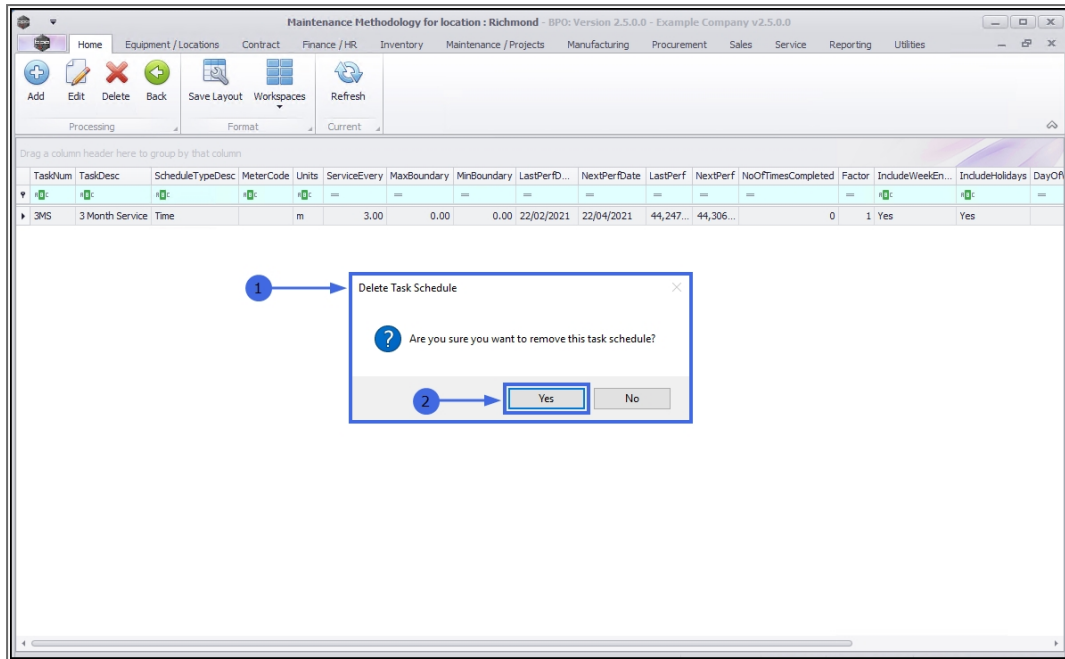 Maintenance Methodology for location : Richmond - BPO: Version 2.5.0.0 - Example Company v2.5.0.0
Home Equipment / Locations Contract Finance / HR Inventory Maintenance / Projects Manufacturing Procurement Sales Service Reporting Utilities
Add Edit Delete Back Save Layout Workspaces Refresh
Processing Format Current
Drag a column header here to group by that column
TaskNum TaskDesc ScheduleTypeDesc MeterCode Units ServiceEvery MaxBoundary MinBoundary LastPerfD... NextPerfDate LastPerf NextPerf NoOfTimesCompleted Factor IncludeWeekEn... IncludeHolidays DayOf
3MS 3 Month Service Time m 3.00 0.00 0.00 22/02/2021 22/04/2021 44,247... 44,306... 0 1 Yes Yes
1 Delete Task Schedule
? Are you sure you want to remove this task schedule?
2 Yes No